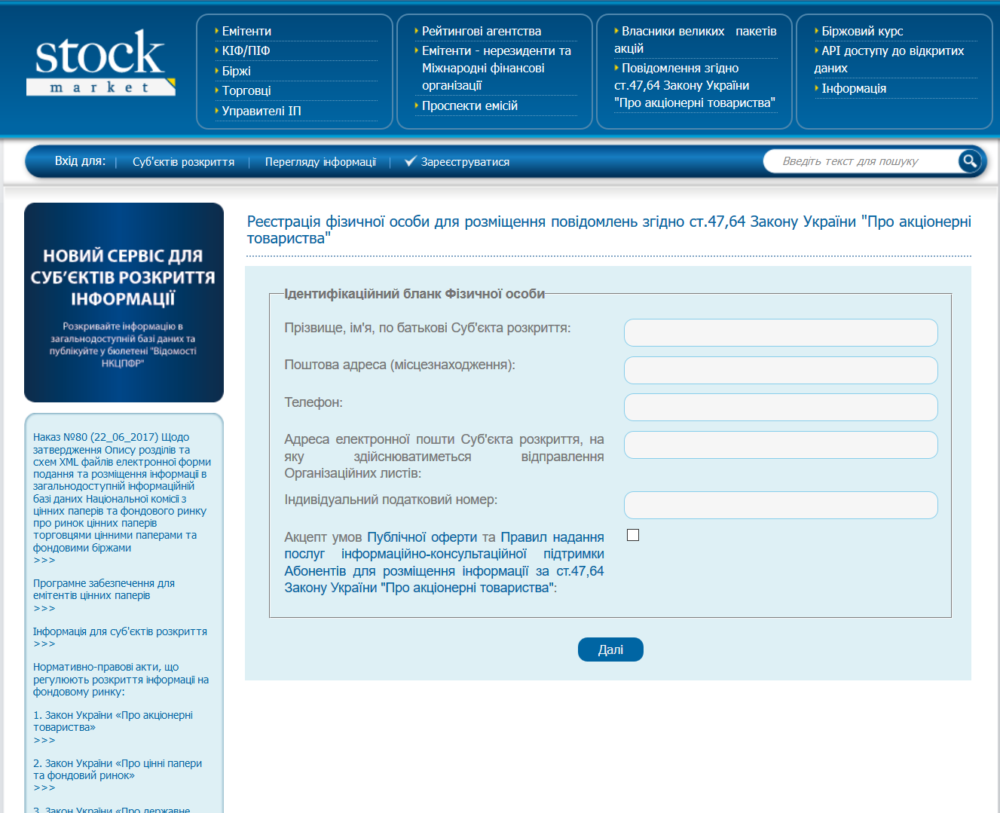 stock
market
Емітенти
КІФ/ПІФ
Біржі
Торговці
Управителі ІП
Рейтингові агентства
Емітенти - нерезиденти та
Міжнародні фінансові
організації
Проспекти емісій
Власники великих пакетів
акцій
Повідомлення згідно
ст.47,64 Закону України
"Про акціонерні товариства"
Біржовий курс
АРІ доступу до відкритих
даних
Інформація
Вхід для: | Суб'єктів розкриття | Перегляду інформації | Зареєструватися
Введіть текст для пошуку
НОВИЙ СЕРВІС ДЛЯ
СУБ’ЄКТІВ РОЗКРИТТЯ
ІНФОРМАЦІЇ
Розкривайте інформацію в
загальнодоступній базі даних та
публікуйте у бюлетені "Відомості
НКЦПФР"
Наказ №80 (22_06_2017) Щодо
затвердження Опису розділів та
схем XML файлів електронної форми
подання та розміщення інформації в
загальнодоступній інформаційній
базі даних Національної комісії з
цінних паперів та фондового ринку
про ринок цінних паперів
торговцями цінними паперами та
фондовими біржами
>>>
Програмне забезпечення для
емітентів цінних паперів
>>>
Інформація для суб'єктів розкриття
>>>
Нормативно-правові акти, що
регулюють розкриття інформації на
фондовому ринку:
1. Закон України «Про акціонерні
товариства»
>>>
2. Закон України «Про цінні папери
та фондовий ринок»
>>>
3. Закон України «Про державне
Реєстрація фізичної особи для розміщення повідомлень згідно ст.47,64 Закону України "Про акціонерні
товариства"
Ідентифікаційний бланк Фізичної особи
Прізвище, ім'я, по батькові Суб'єкта розкриття:
Поштова адреса (місцезнаходження):
Телефон:
Адреса електронної пошти Суб'єкта розкриття, на
яку здійснюватиметься відправлення
Організаційних листів:
Індивідуальний податковий номер:
Акцепт умов Публічної оферти та Правил надання
послуг інформаційно-консультаційної підтримки
Абонентів для розміщення інформації за ст.47,64
Закону України "Про акціонерні товариства":
Далі